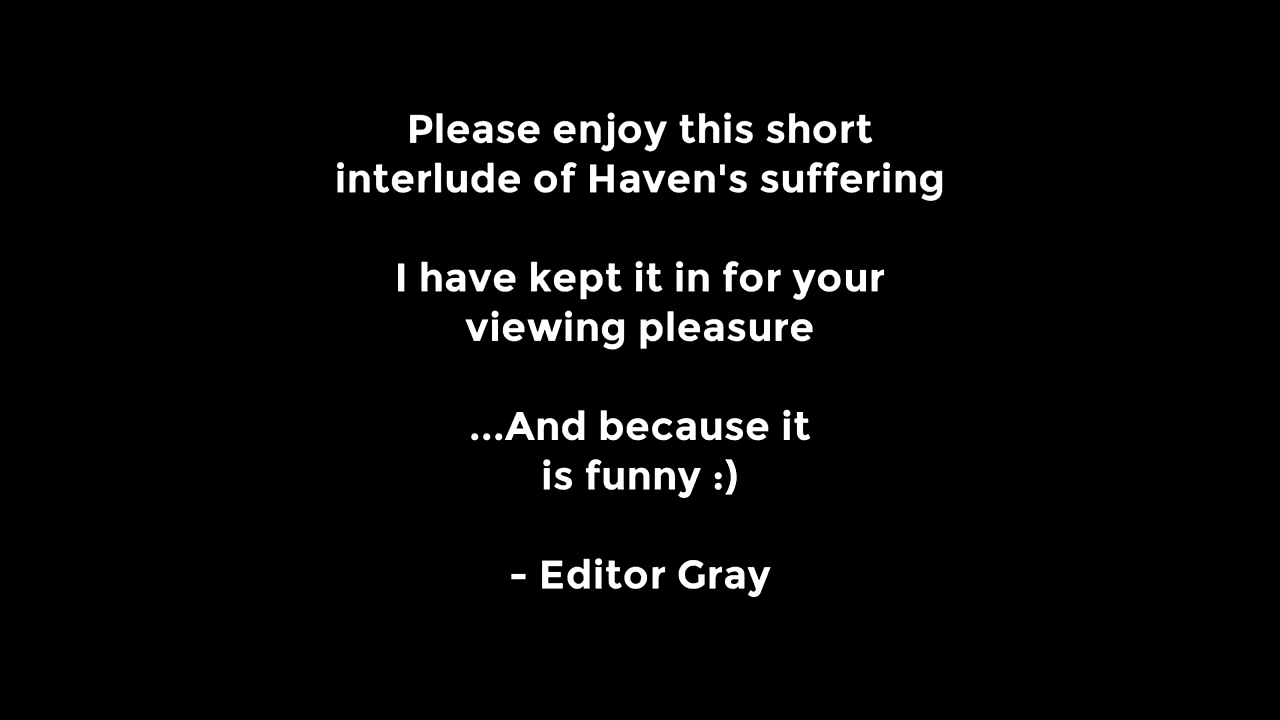 Please enjoy this short
interlude of Haven's suffering
I have kept it in for your
viewing pleasure
...And because it
is funny :)
- Editor Gray